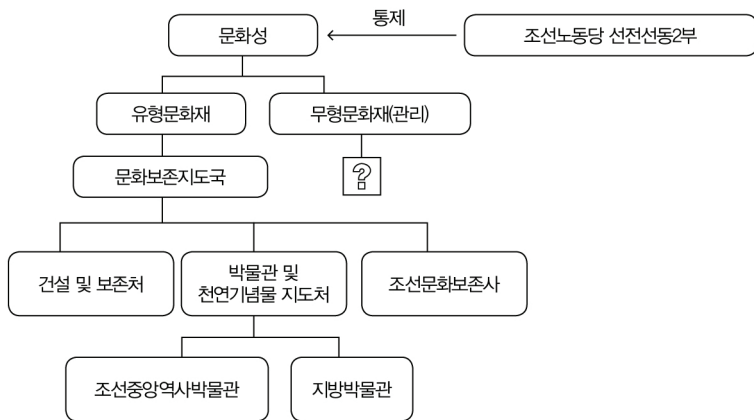 통제
문화성
조선노동당 선전선동2부
유형문화재
무형문화재(관리)
문화보존지도국
?
건설 및 보존처
박물관 및
천연기념물 지도처
조선문화보존사
조선중앙역사박물관
지방박물관